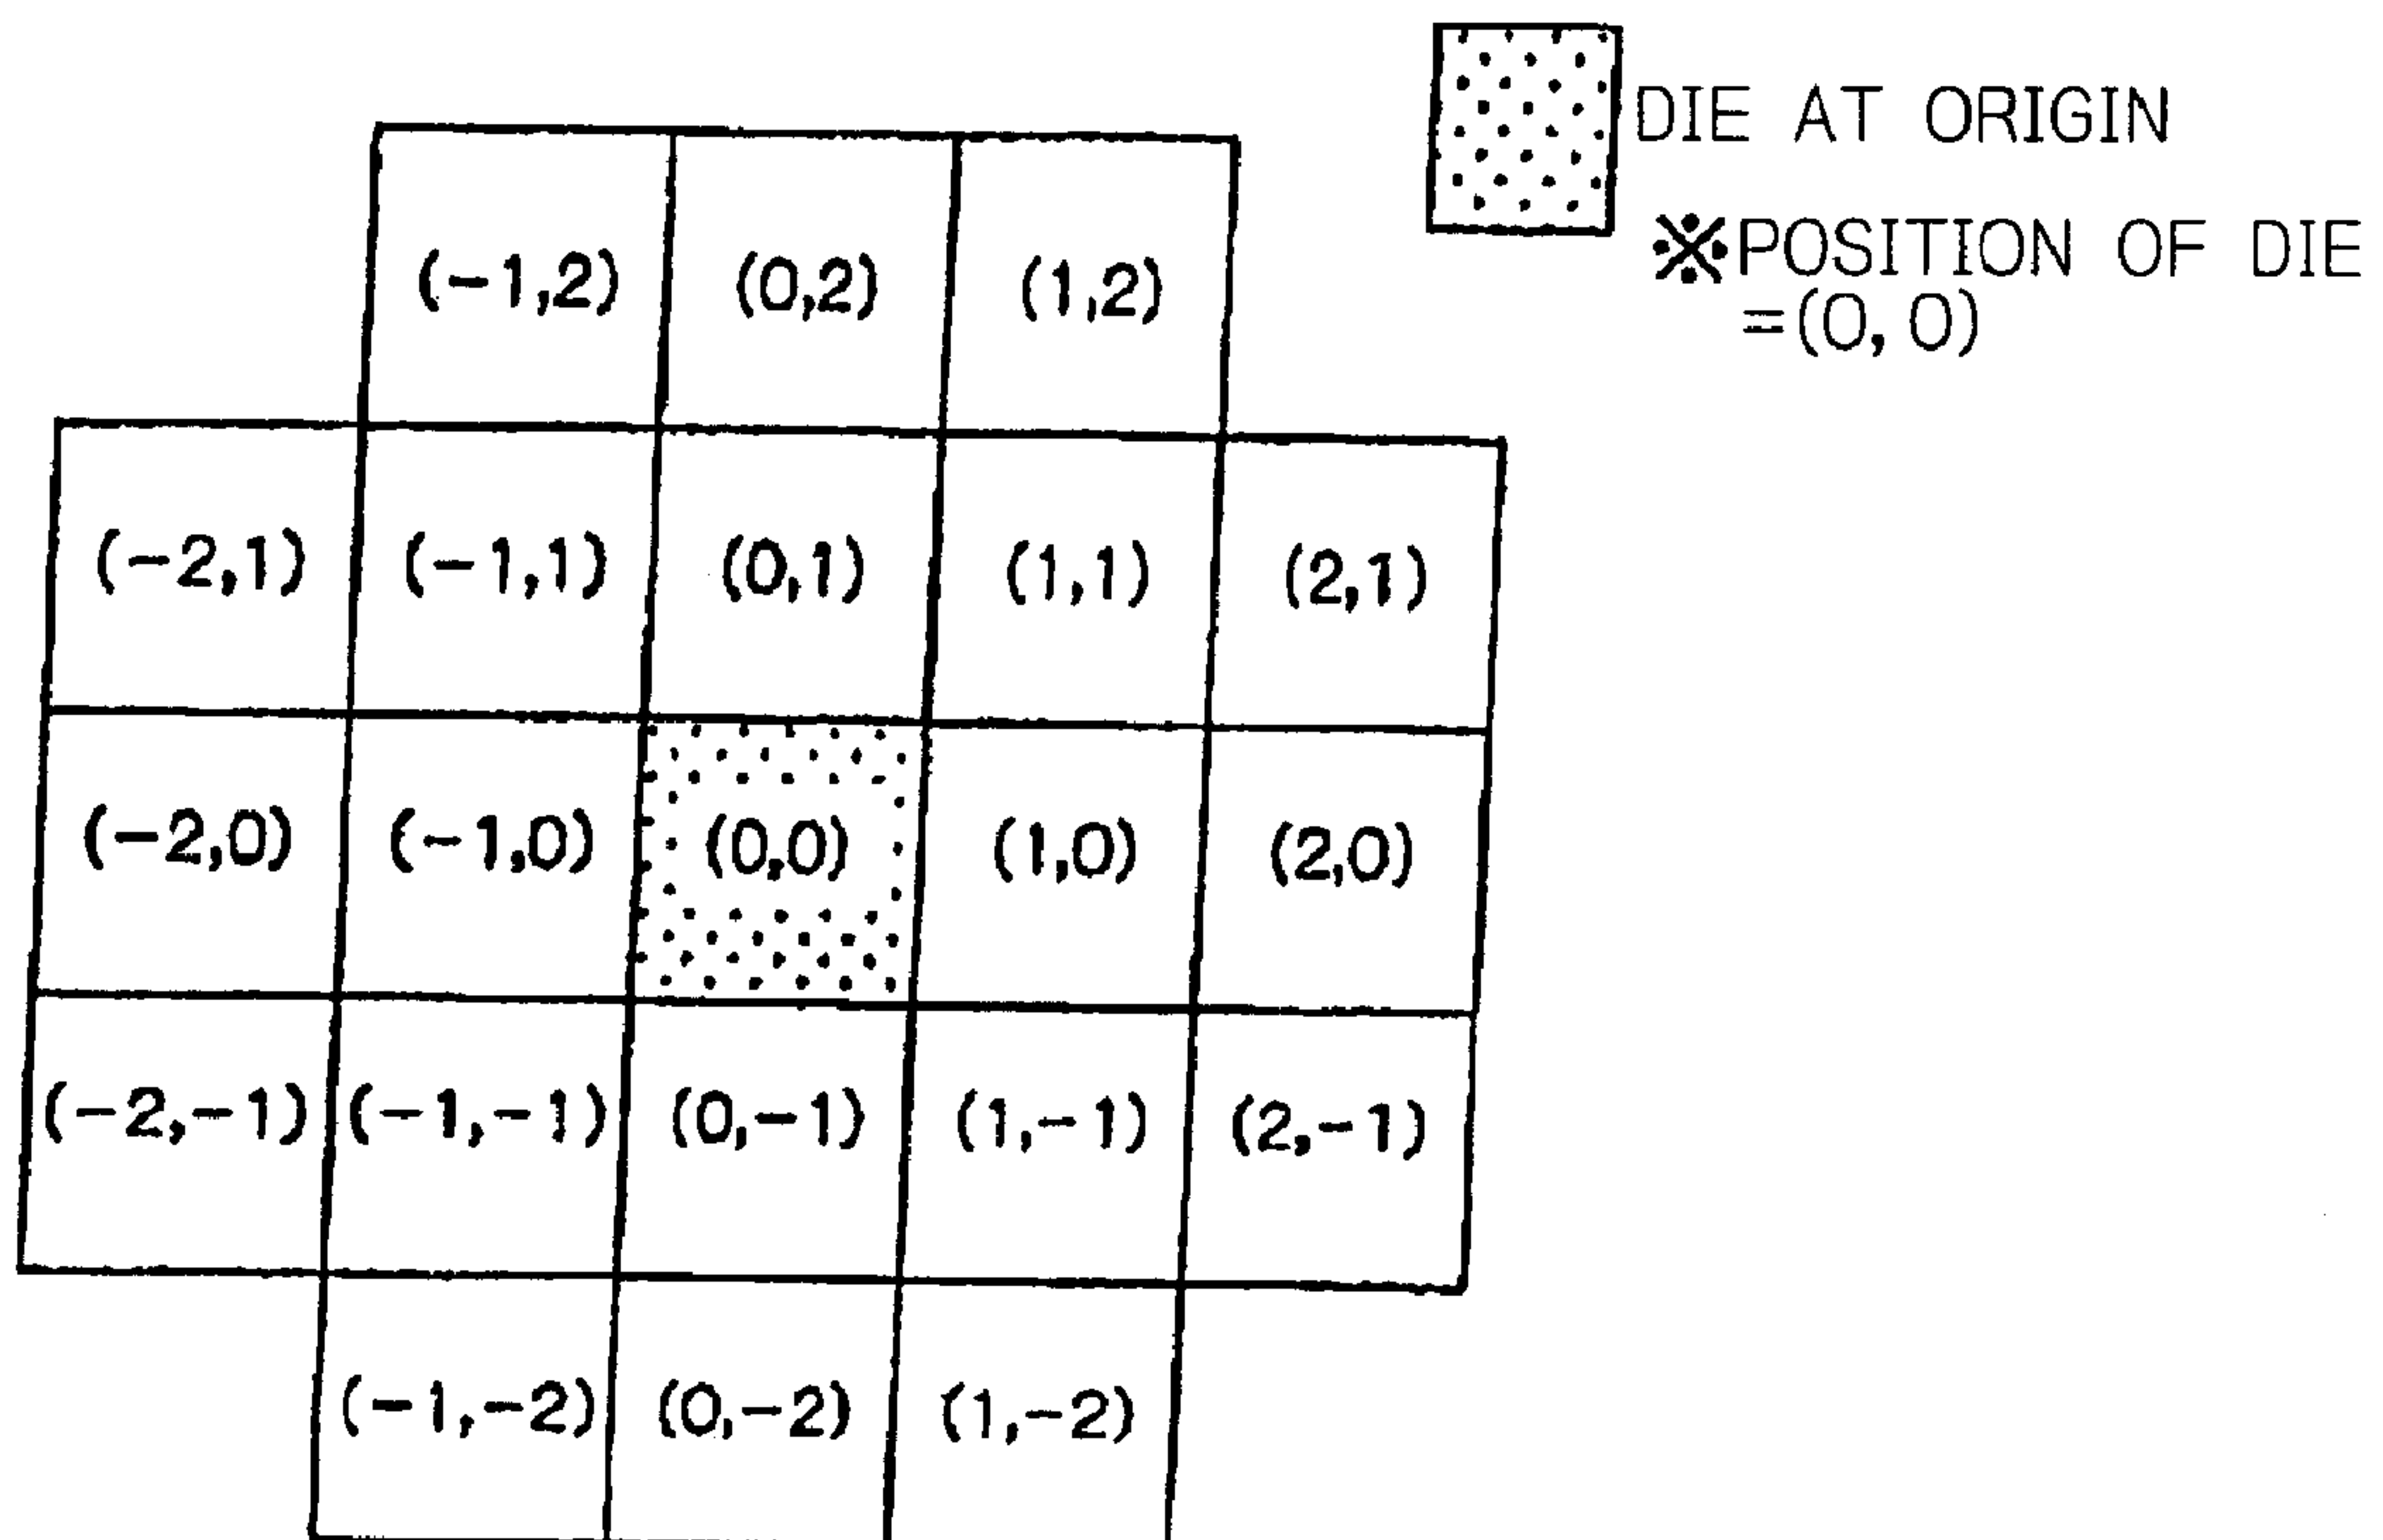 DIE AT ORIGIN
※POSITION OF DIE
=(0, 0)
(-1,2) (0,2) (1,2)
(-2,1) (-1,1) (0,1) (1,1) (2,1)
(-2,0) (-1,0) (0,0) (1,0) (2,0)
(-2,-1) (-1,-1) (0,-1) (1,-1) (2,-1)
(-1,-2) (0,-2) (1,-2)